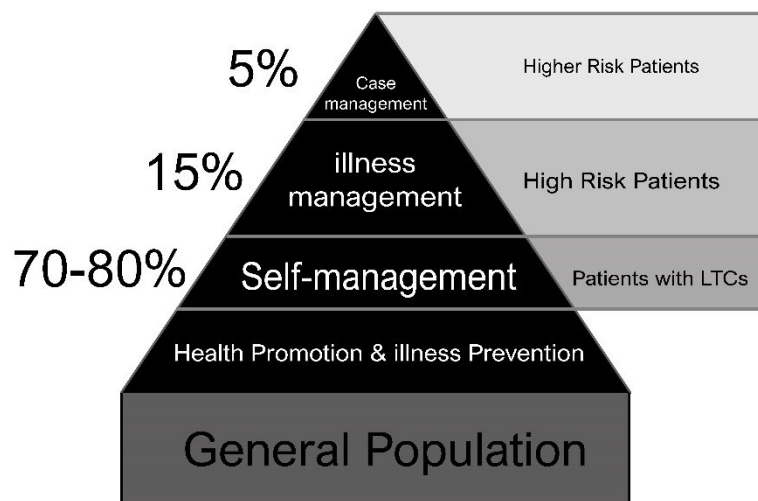 5%
Case
management
Higher Risk Patients
15%
illness
management
High Risk Patients
70-80%
Self-management
Patients with LTCs
Health Promotion & illness Prevention
General Population